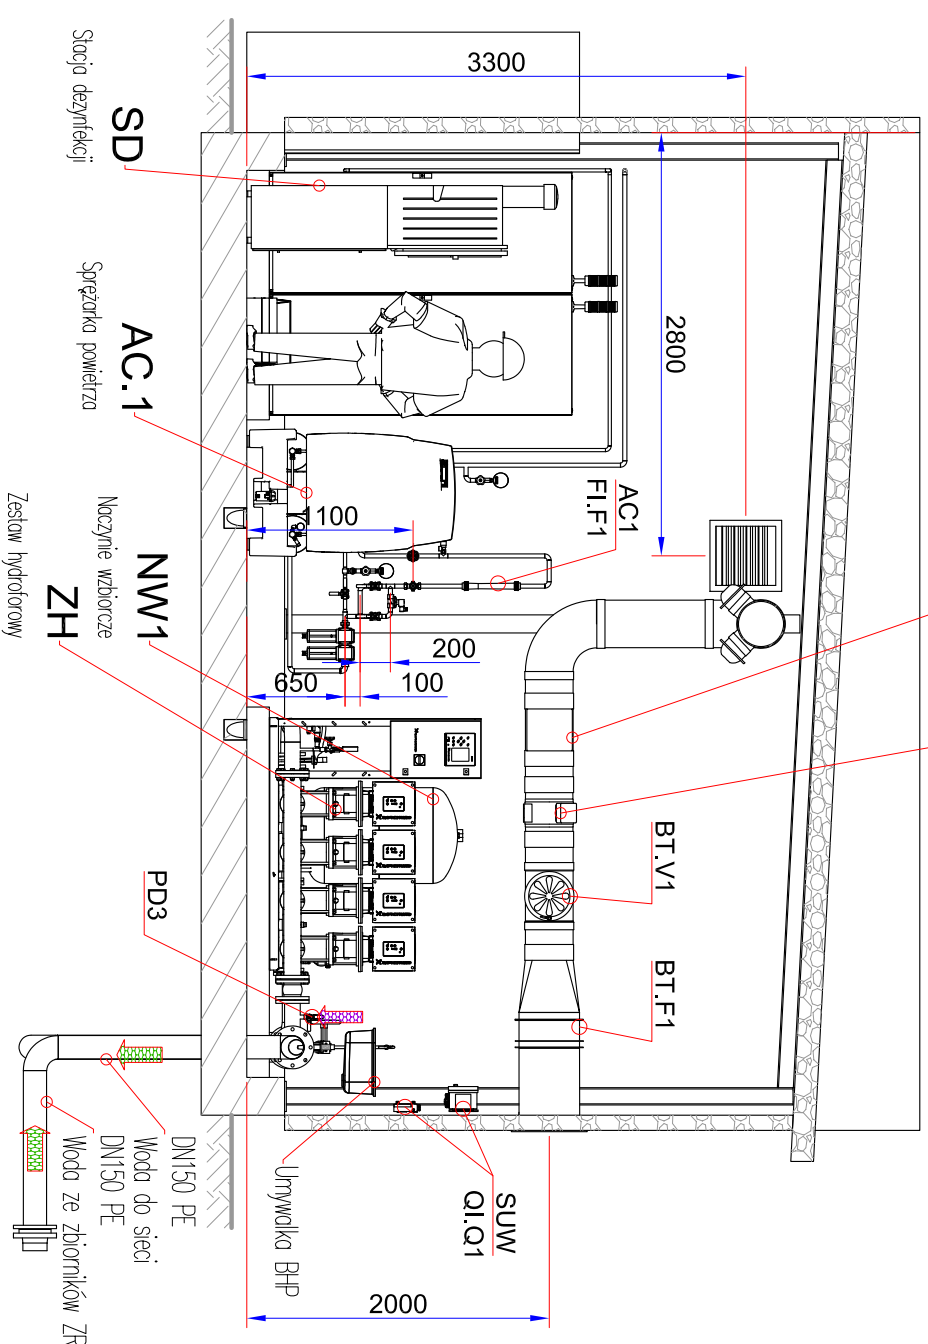 3300
2800
SD
Stacja dezynfekcji
AC.1
Sprężarka powietrza
AC1
FI.F1
100
200
100
650
NW1
Naczynie wzbiorcze
ZH
Zestaw hydroforowy
BT.V1
BT.F1
PD3
SUW
QI.Q1
Umywalka BHP
DN150 PE
Woda do sieci
DN150 PE
Woda ze zbiorników ZR
2000